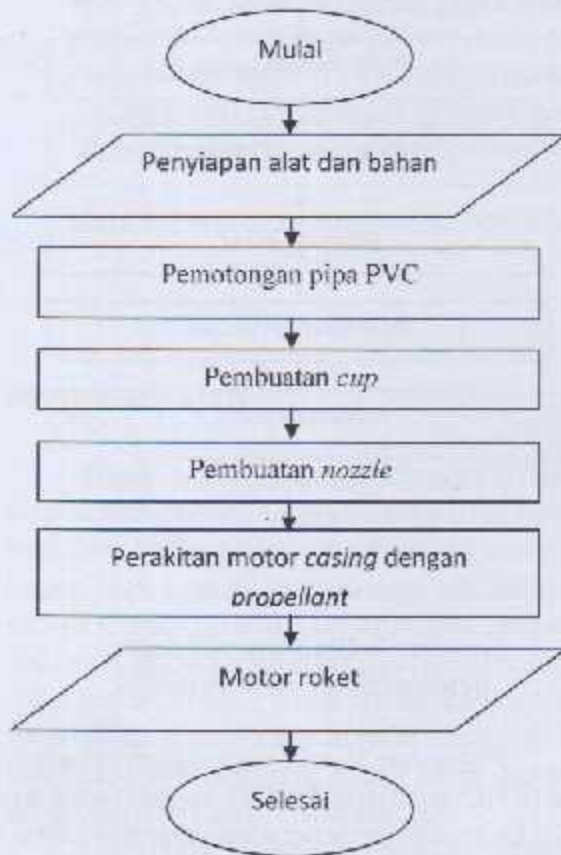 Mulai
Penyiapan alat dan bahan
Pemotongan pipa PVC
Pembuatan cup
Pembuatan nozzle
Perakitan motor casing dengan
propellant
Motor roket
Selesai